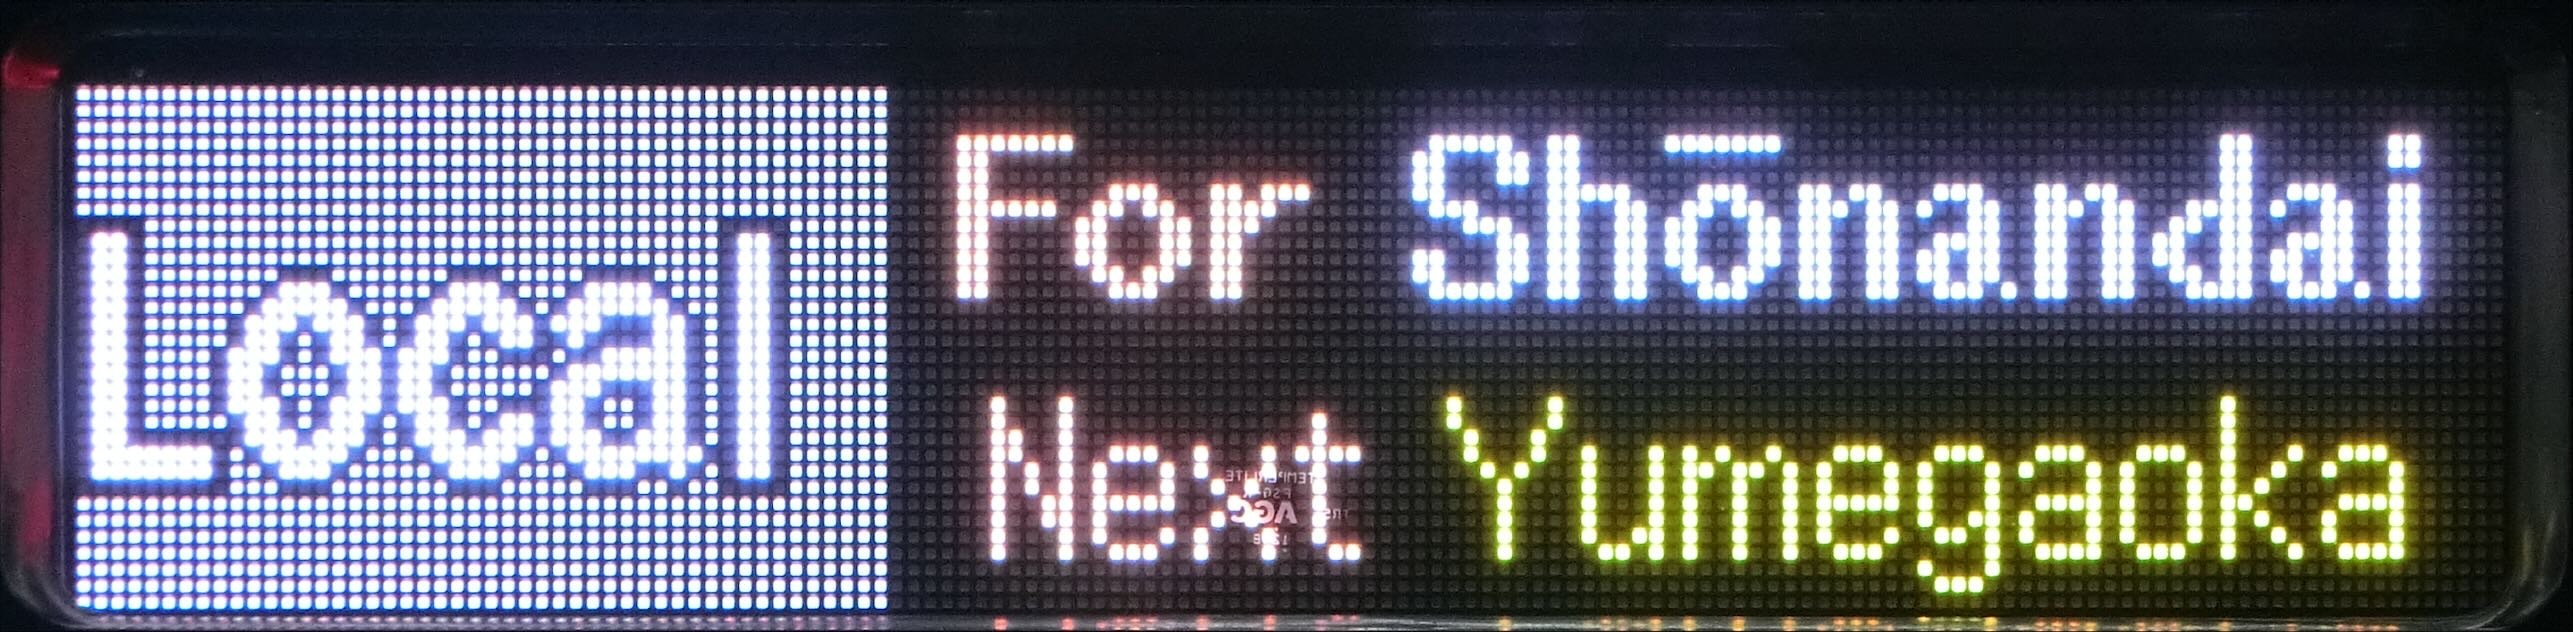 Local
For Shōnandai
Next Yumegaoka